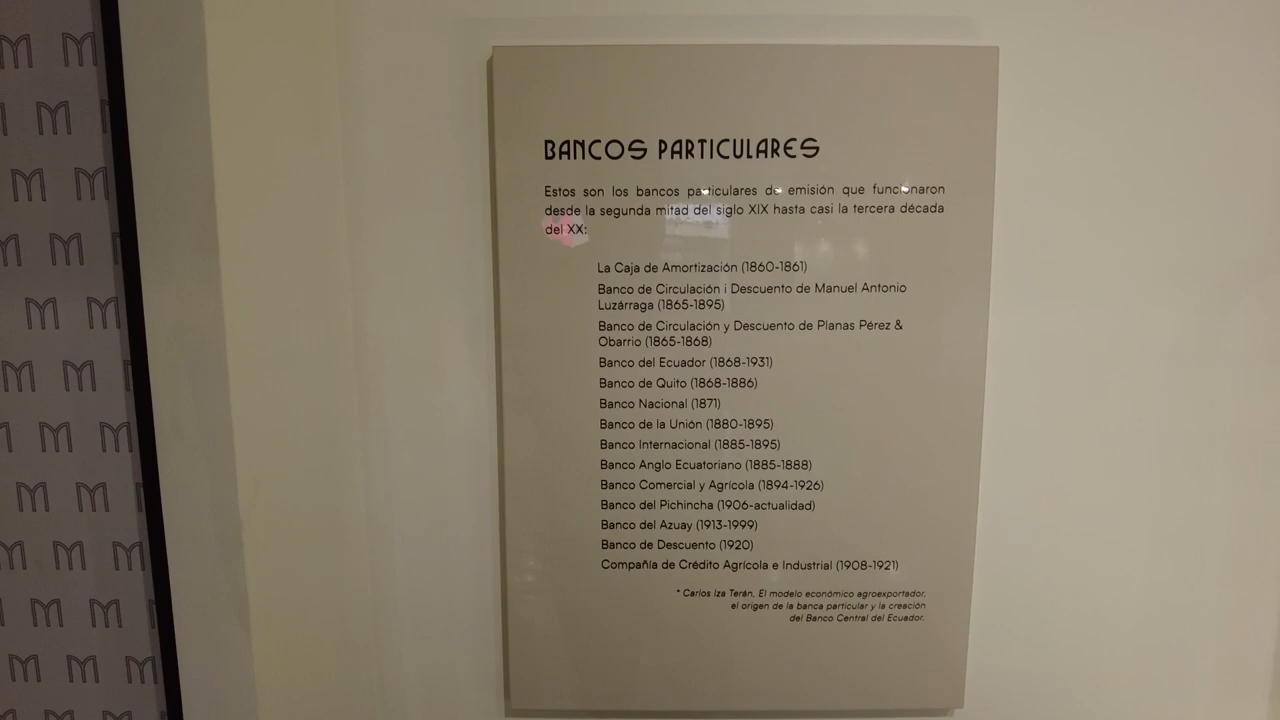 BANCOS PARTICULARES
Estos son los bancos particulares de emisión que funcionaron
desde la segunda mitad del siglo XIX hasta casi la tercera década
del XX:
La Caja de Amortización (1860-1861)
Banco de Circulación i Descuento de Manuel Antonio
Luzárraga (1865-1895)
Banco de Circulación y Descuento de Planas Pérez &
Obarrio (1865-1868)
Banco del Ecuador (1868-1931)
Banco de Quito (1868-1886)
Banco Nacional (1871)
Banco de la Unión (1880-1895)
Banco Internacional (1885-1895)
Banco Anglo Ecuatoriano (1885-1888)
Banco Comercial y Agrícola (1894-1926)
Banco del Pichincha (1906-actualidad)
Banco del Azuay (1913-1999)
Banco de Descuento (1920)
Compañía de Crédito Agrícola e Industrial (1908-1921)
* Carlos Iza Terán, El modelo económico agroexportador,
el origen de la banca particular y la creación
del Banco Central del Ecuador.